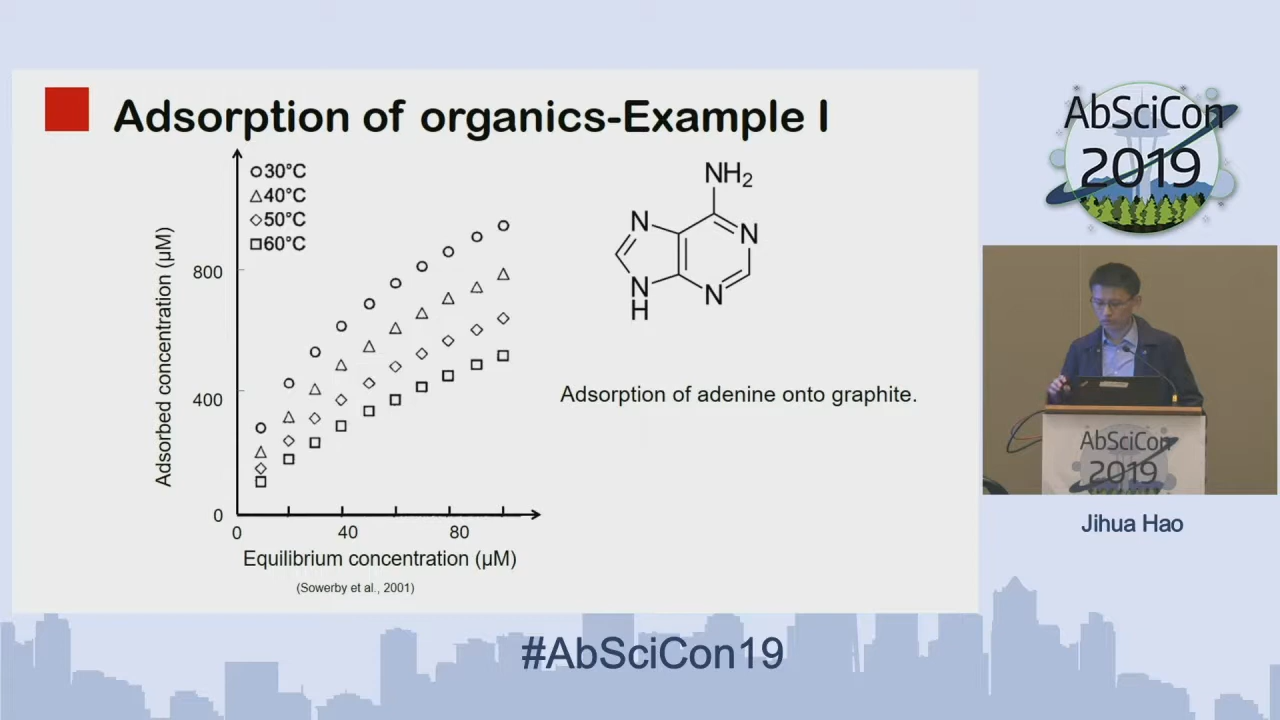 Adsorption of organics-Example I
30°C
40°C
50°C
60°C
Adsorbed concentration (µM)
800
400
0
0
40
80
Equilibrium concentration (µM)
(Sowerby et al., 2001)
NH2
N
N
N
N
H
Adsorption of adenine onto graphite.
AbSciCon
2019
AbSciCon
2019
Jihua Hao
#AbSciCon19